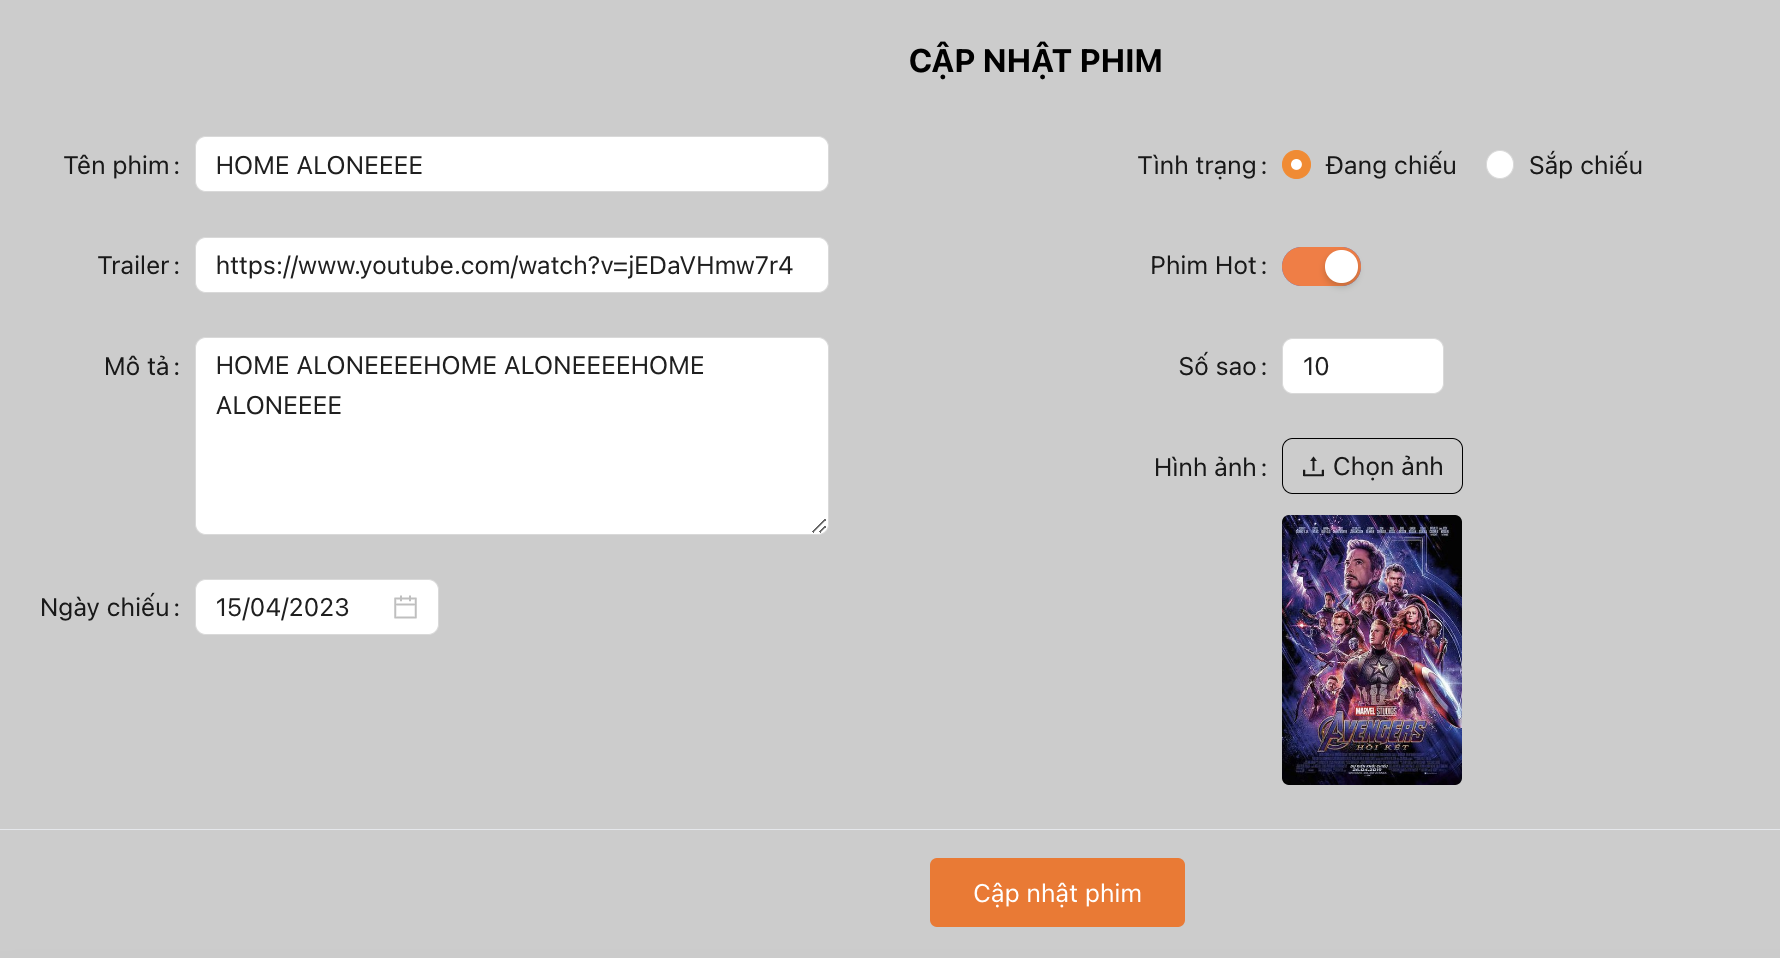 CẬP NHẬT PHIM
Tên phim :
HOME ALONEEEE
Trailer :
https://www.youtube.com/watch?v=jEDaVHmw7r4
Mô tả :
HOME ALONEEEEHOME ALONEEEEHOME
ALONEEEE
Ngày chiếu :
15/04/2023
Tình trạng :
Đang chiếu
Sắp chiếu
Phim Hot :
Số sao :
10
Hình ảnh :
Chọn ảnh
MARVEL STUDIOS
AVENGERS
HỒI KẾT
Cập nhật phim